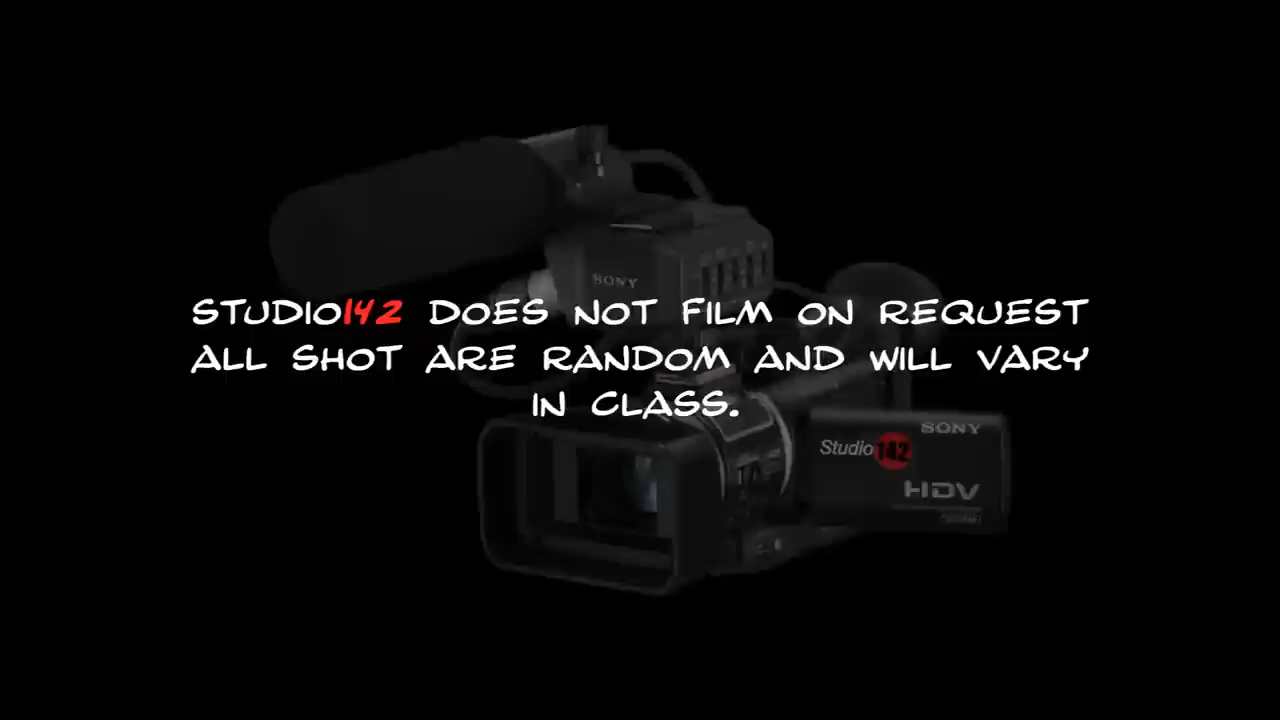 SONY
STUDIO142 DOES NOT FILM ON REQUEST
ALL SHOT ARE RANDOM AND WILL VARY
IN CLASS.
SONY
Studio142
HDV